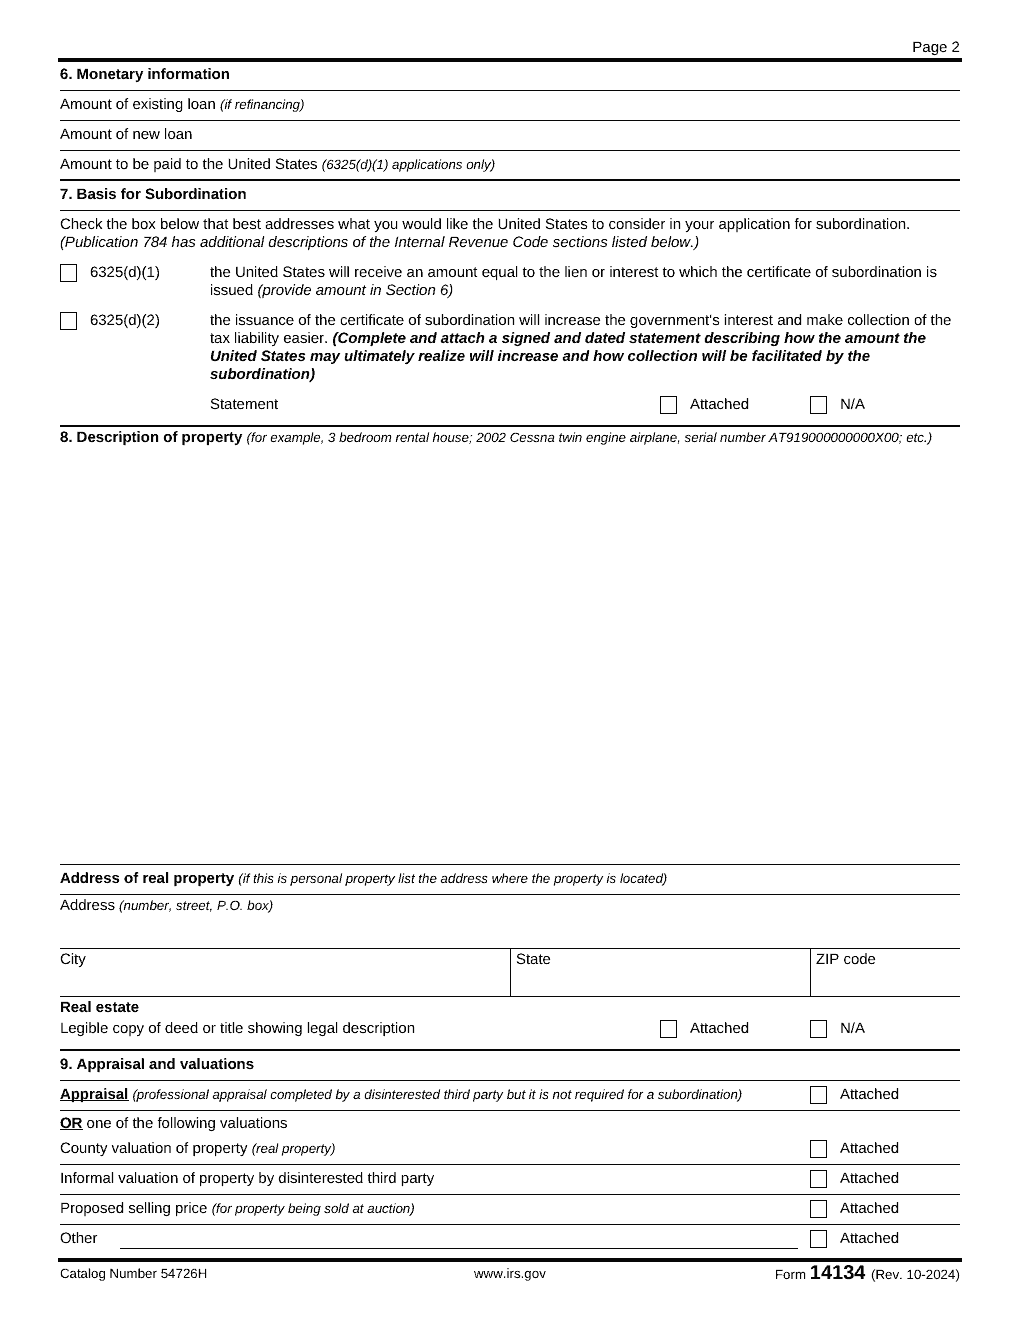 Page 2
6. Monetary information
Amount of existing loan (if refinancing)
Amount of new loan
Amount to be paid to the United States (6325(d)(1) applications only)
7. Basis for Subordination
Check the box below that best addresses what you would like the United States to consider in your application for subordination.
(Publication 784 has additional descriptions of the Internal Revenue Code sections listed below.)
6325(d)(1) the United States will receive an amount equal to the lien or interest to which the certificate of subordination is
issued (provide amount in Section 6)
6325(d)(2) the issuance of the certificate of subordination will increase the government's interest and make collection of the
tax liability easier. (Complete and attach a signed and dated statement describing how the amount the
United States may ultimately realize will increase and how collection will be facilitated by the
subordination)
Statement Attached N/A
8. Description of property (for example, 3 bedroom rental house; 2002 Cessna twin engine airplane, serial number AT919000000000X00; etc.)
Address of real property (if this is personal property list the address where the property is located)
Address (number, street, P.O. box)
City State ZIP code
Real estate
Legible copy of deed or title showing legal description Attached N/A
9. Appraisal and valuations
Appraisal (professional appraisal completed by a disinterested third party but it is not required for a subordination) Attached
OR one of the following valuations
County valuation of property (real property) Attached
Informal valuation of property by disinterested third party Attached
Proposed selling price (for property being sold at auction) Attached
Other Attached
Catalog Number 54726H www.irs.gov Form 14134 (Rev. 10-2024)